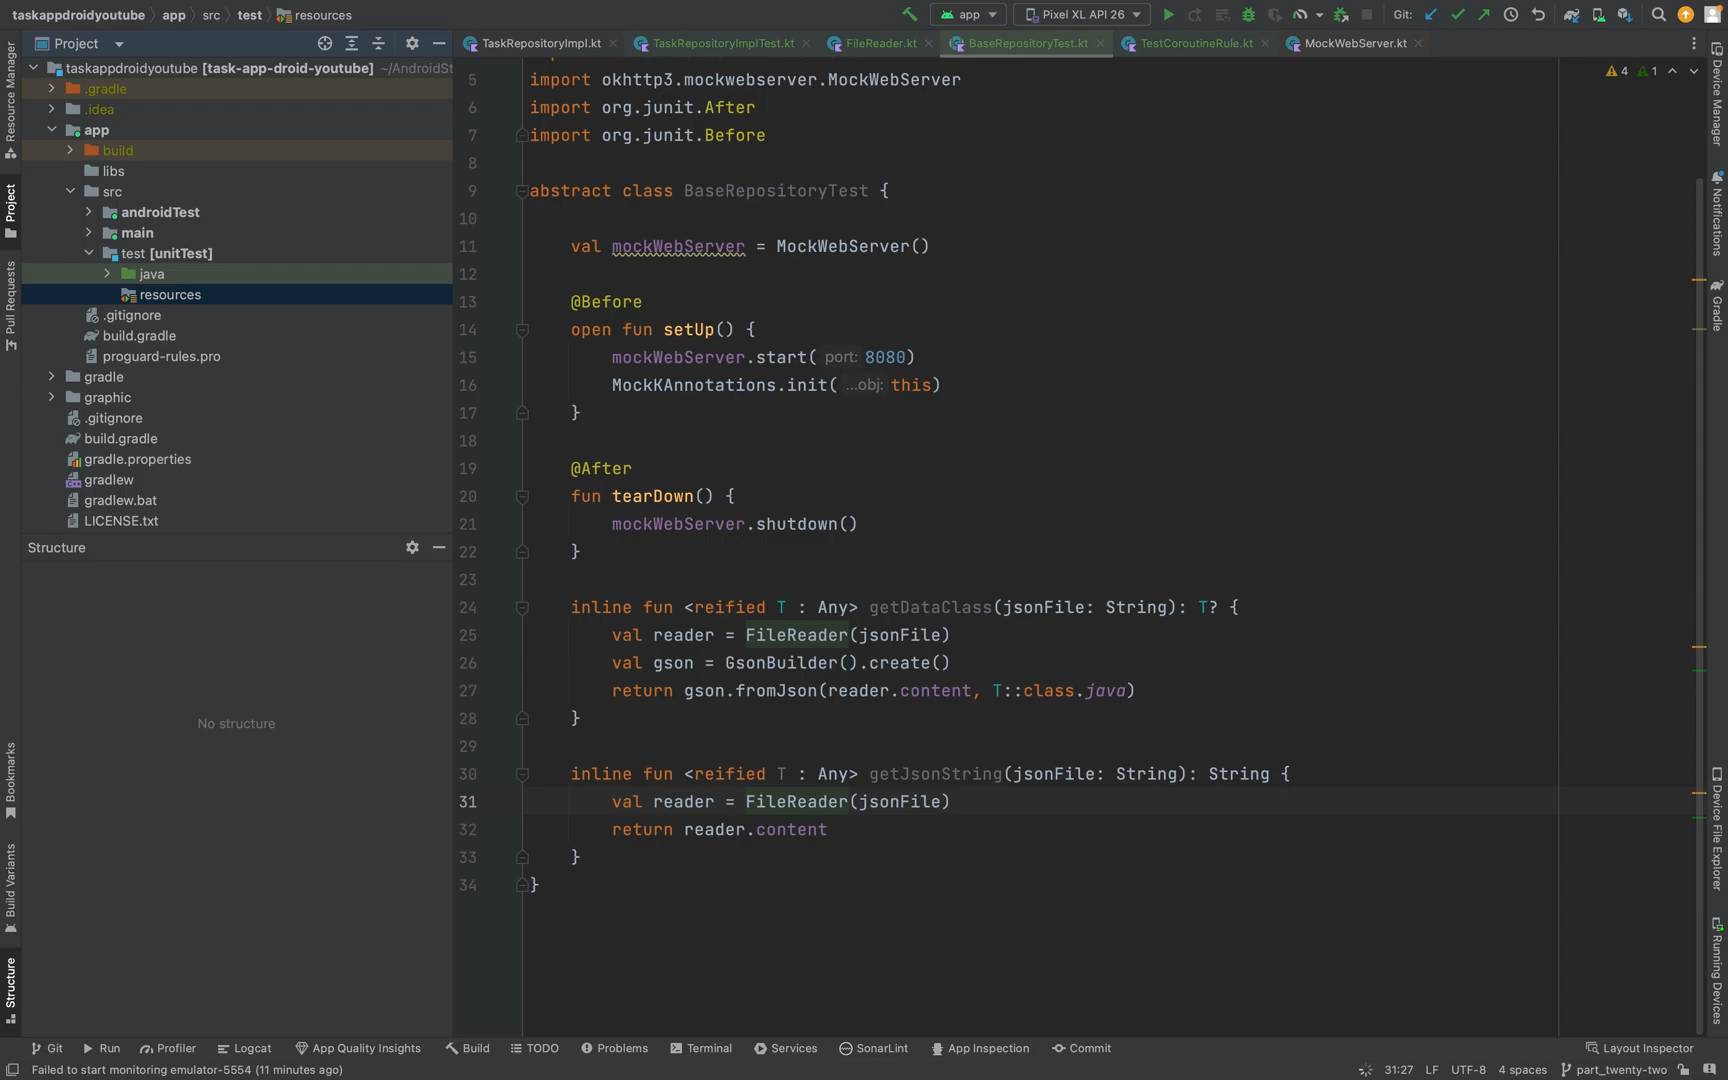 taskappdroidyoutube › app › src › test › resources
app
Pixel XL API 26
Git:
Project
TaskRepositoryImpl.kt
TaskRepositoryImplTest.kt
FileReader.kt
BaseRepositoryTest.kt
TestCoroutineRule.kt
MockWebServer.kt
Resource Manager
Project
Pull Requests
Bookmarks
Build Variants
Structure
taskappdroidyoutube [task-app-droid-youtube] ~/AndroidSt
.gradle
.idea
app
build
libs
src
androidTest
main
test [unitTest]
java
resources
.gitignore
build.gradle
proguard-rules.pro
gradle
graphic
.gitignore
build.gradle
gradle.properties
gradlew
gradlew.bat
LICENSE.txt
Structure
No structure
4 1
5 import okhttp3.mockwebserver.MockWebServer
6 import org.junit.After
7 import org.junit.Before
8
9 abstract class BaseRepositoryTest {
10
11 val mockWebServer = MockWebServer()
12
13 @Before
14 open fun setUp() {
15 mockWebServer.start( port: 8080)
16 MockKAnnotations.init( ...obj: this)
17 }
18
19 @After
20 fun tearDown() {
21 mockWebServer.shutdown()
22 }
23
24 inline fun <reified T : Any> getDataClass(jsonFile: String): T? {
25 val reader = FileReader(jsonFile)
26 val gson = GsonBuilder().create()
27 return gson.fromJson(reader.content, T::class.java)
28 }
29
30 inline fun <reified T : Any> getJsonString(jsonFile: String): String {
31 val reader = FileReader(jsonFile)
32 return reader.content
33 }
34 }
Device Manager
Notifications
Gradle
Device File Explorer
Running Devices
Git Run Profiler Logcat App Quality Insights Build TODO Problems Terminal Services SonarLint App Inspection Commit Layout Inspector
Failed to start monitoring emulator-5554 (11 minutes ago) 31:27 LF UTF-8 4 spaces part_twenty-two